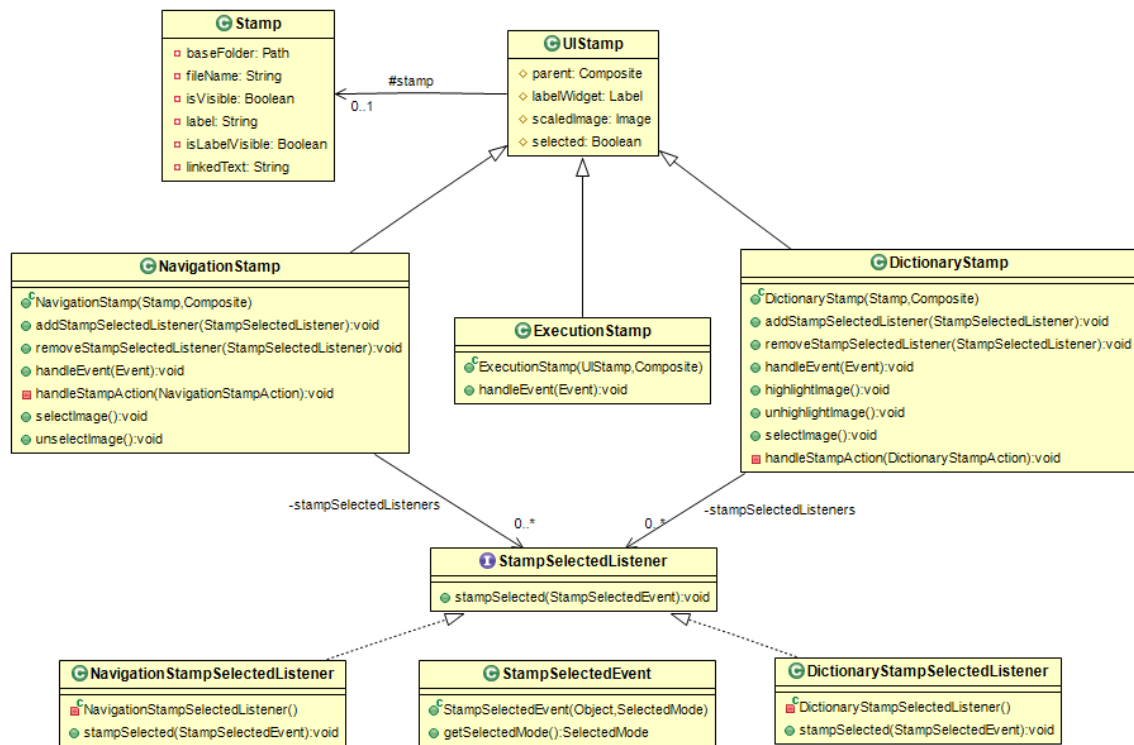 Stamp
baseFolder: Path
fileName: String
isVisible: Boolean
label: String
isLabelVisible: Boolean
linkedText: String
#stamp
0..1
UIStamp
parent: Composite
labelWidget: Label
scaledImage: Image
selected: Boolean
NavigationStamp
NavigationStamp(Stamp,Composite)
addStampSelectedListener(StampSelectedListener):void
removeStampSelectedListener(StampSelectedListener):void
handleEvent(Event):void
handleStampAction(NavigationStampAction):void
selectImage():void
unselectImage():void
ExecutionStamp
ExecutionStamp(UIStamp,Composite)
handleEvent(Event):void
DictionaryStamp
DictionaryStamp(Stamp,Composite)
addStampSelectedListener(StampSelectedListener):void
removeStampSelectedListener(StampSelectedListener):void
handleEvent(Event):void
highlightImage():void
unhighlightImage():void
selectImage():void
handleStampAction(DictionaryStampAction):void
-stampSelectedListeners
0..*
0..*
-stampSelectedListeners
StampSelectedListener
stampSelected(StampSelectedEvent):void
NavigationStampSelectedListener
NavigationStampSelectedListener()
stampSelected(StampSelectedEvent):void
StampSelectedEvent
StampSelectedEvent(Object,SelectedMode)
getSelectedMode():SelectedMode
DictionaryStampSelectedListener
DictionaryStampSelectedListener()
stampSelected(StampSelectedEvent):void